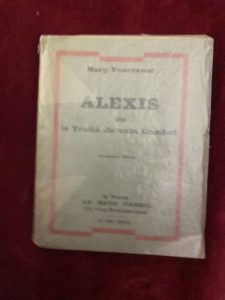 Marg Yourcenar
ALEXIS
ou
le Traité du vain Combat
À Paris
AU SANS PAREIL